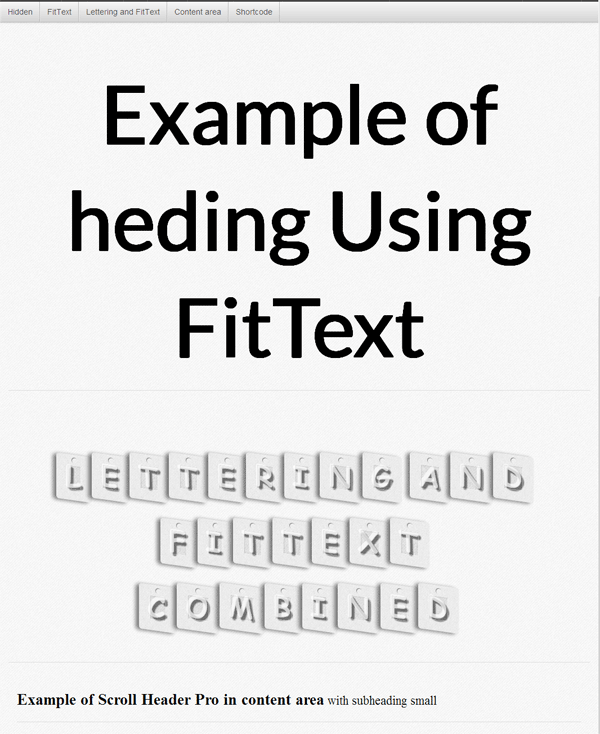 Hidden FitText Lettering and FitText Content area Shortcode
Example of
heding Using
FitText
LETTERING AND
FITTEXT
COMBINED
Example of Scroll Header Pro in content area with subheading small